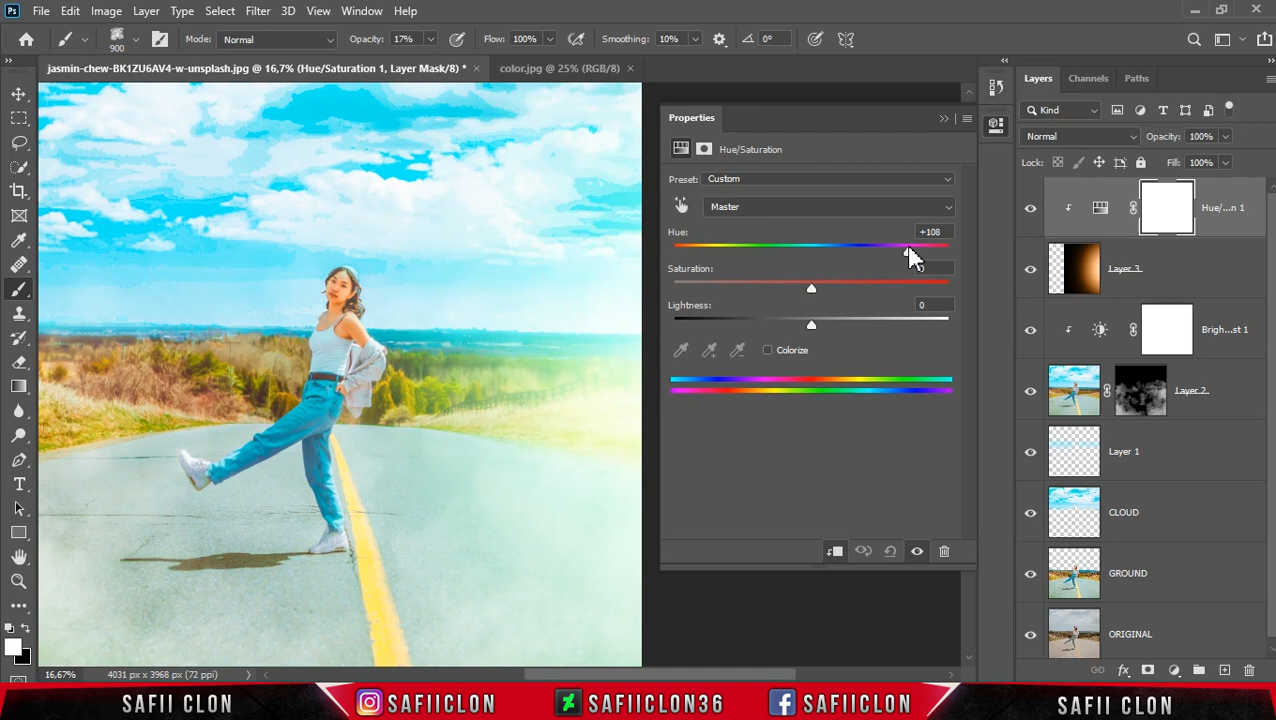 Ps File Edit Image Layer Type Select Filter 3D View Window Help
900 Mode: Normal Opacity: 17% Flow: 100% Smoothing: 10% 0°
jasmin-chew-BK1ZU6AV4-w-unsplash.jpg @ 16,7% (Hue/Saturation 1, Layer Mask/8) * × color.jpg @ 25% (RGB/8) ×
Layers Channels Paths
Kind
Properties
Normal Opacity: 100%
Hue/Saturation
Lock: Fill: 100%
Preset: Custom
Master
Hue/...n 1
Hue: +108
Saturation:
Layer 3
Lightness: 0
Brigh...st 1
Colorize
Layer 2
Layer 1
CLOUD
GROUND
ORIGINAL
16,67% 4031 px x 3968 px (72 ppi)
SAFII CLON SAFIICLON SAFIICLON36 SAFIICLON SAFII CLON